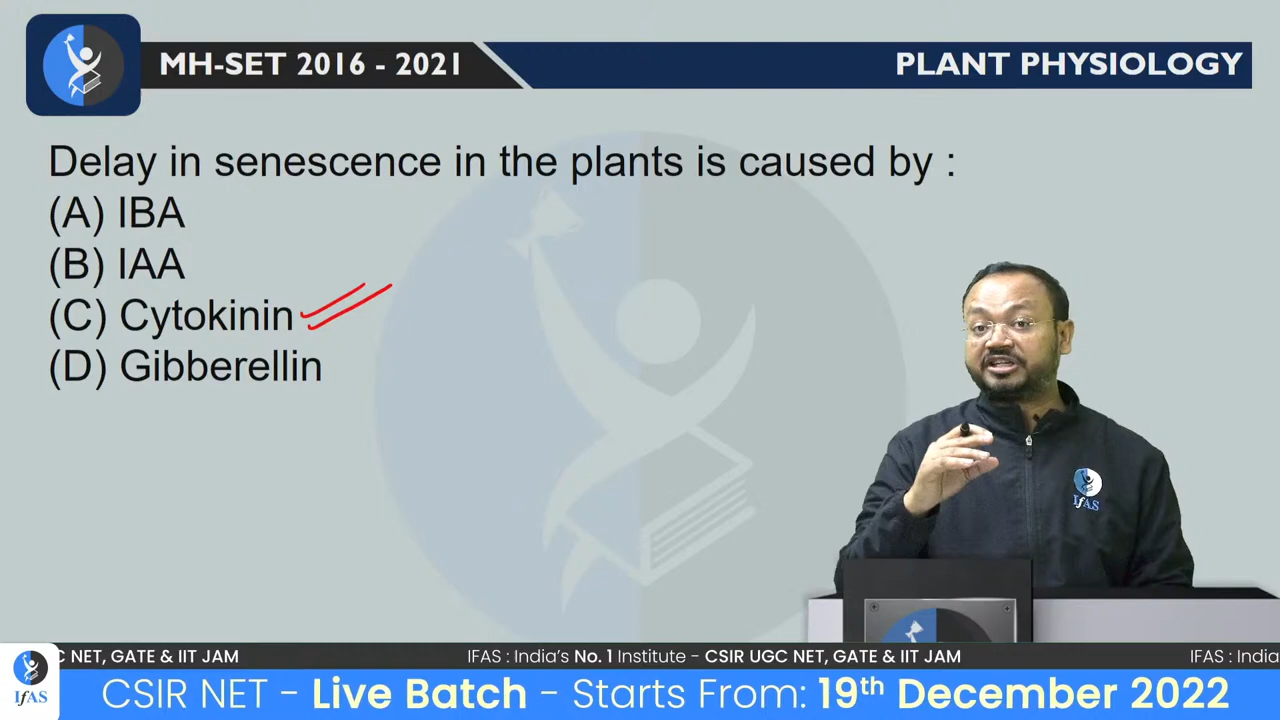 MH-SET 2016 - 2021
PLANT PHYSIOLOGY
Delay in senescence in the plants is caused by :
(A) IBA
(B) IAA
(C) Cytokinin
(D) Gibberellin
IfAS
C NET, GATE & IIT JAM
IFAS : India's No. 1 Institute - CSIR UGC NET, GATE & IIT JAM
IFAS : India
IfAS
CSIR NET - Live Batch - Starts From: 19th December 2022